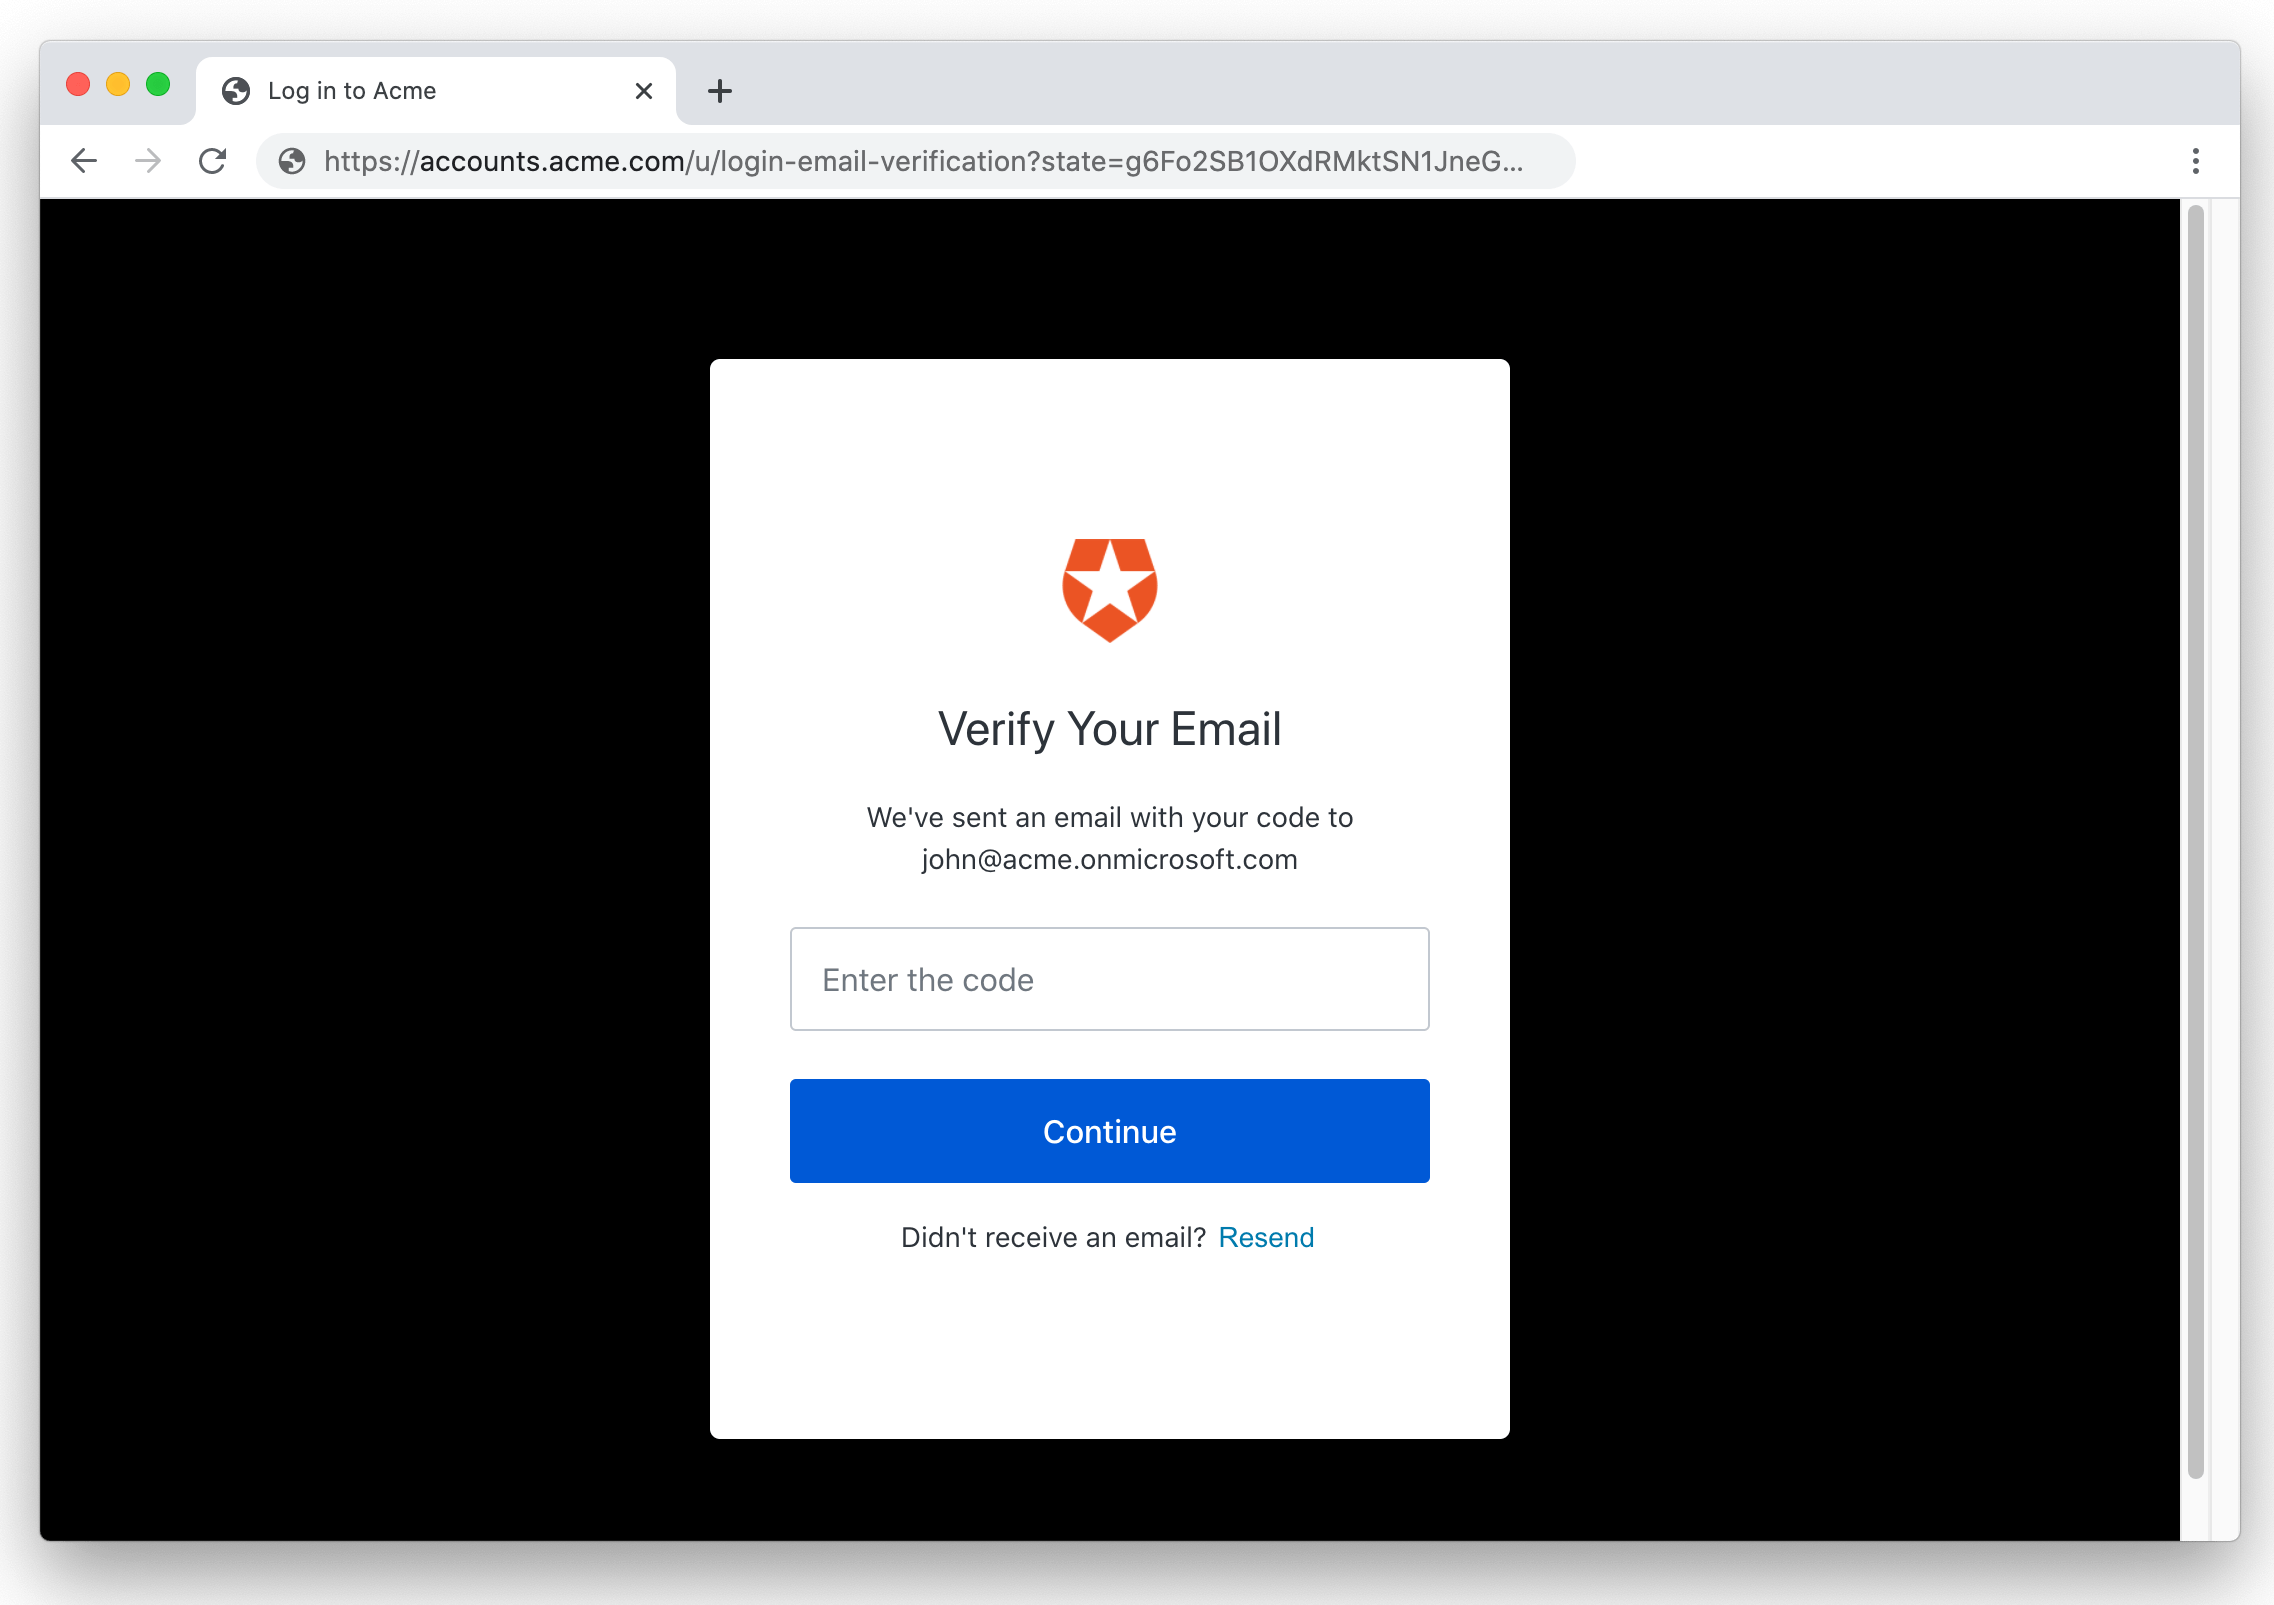 Log in to Acme
https://accounts.acme.com/u/login-email-verification?state=g6Fo2SB1OXdRMktSN1JneG...
Verify Your Email
We've sent an email with your code to
john@acme.onmicrosoft.com
Enter the code
Continue
Didn't receive an email? Resend